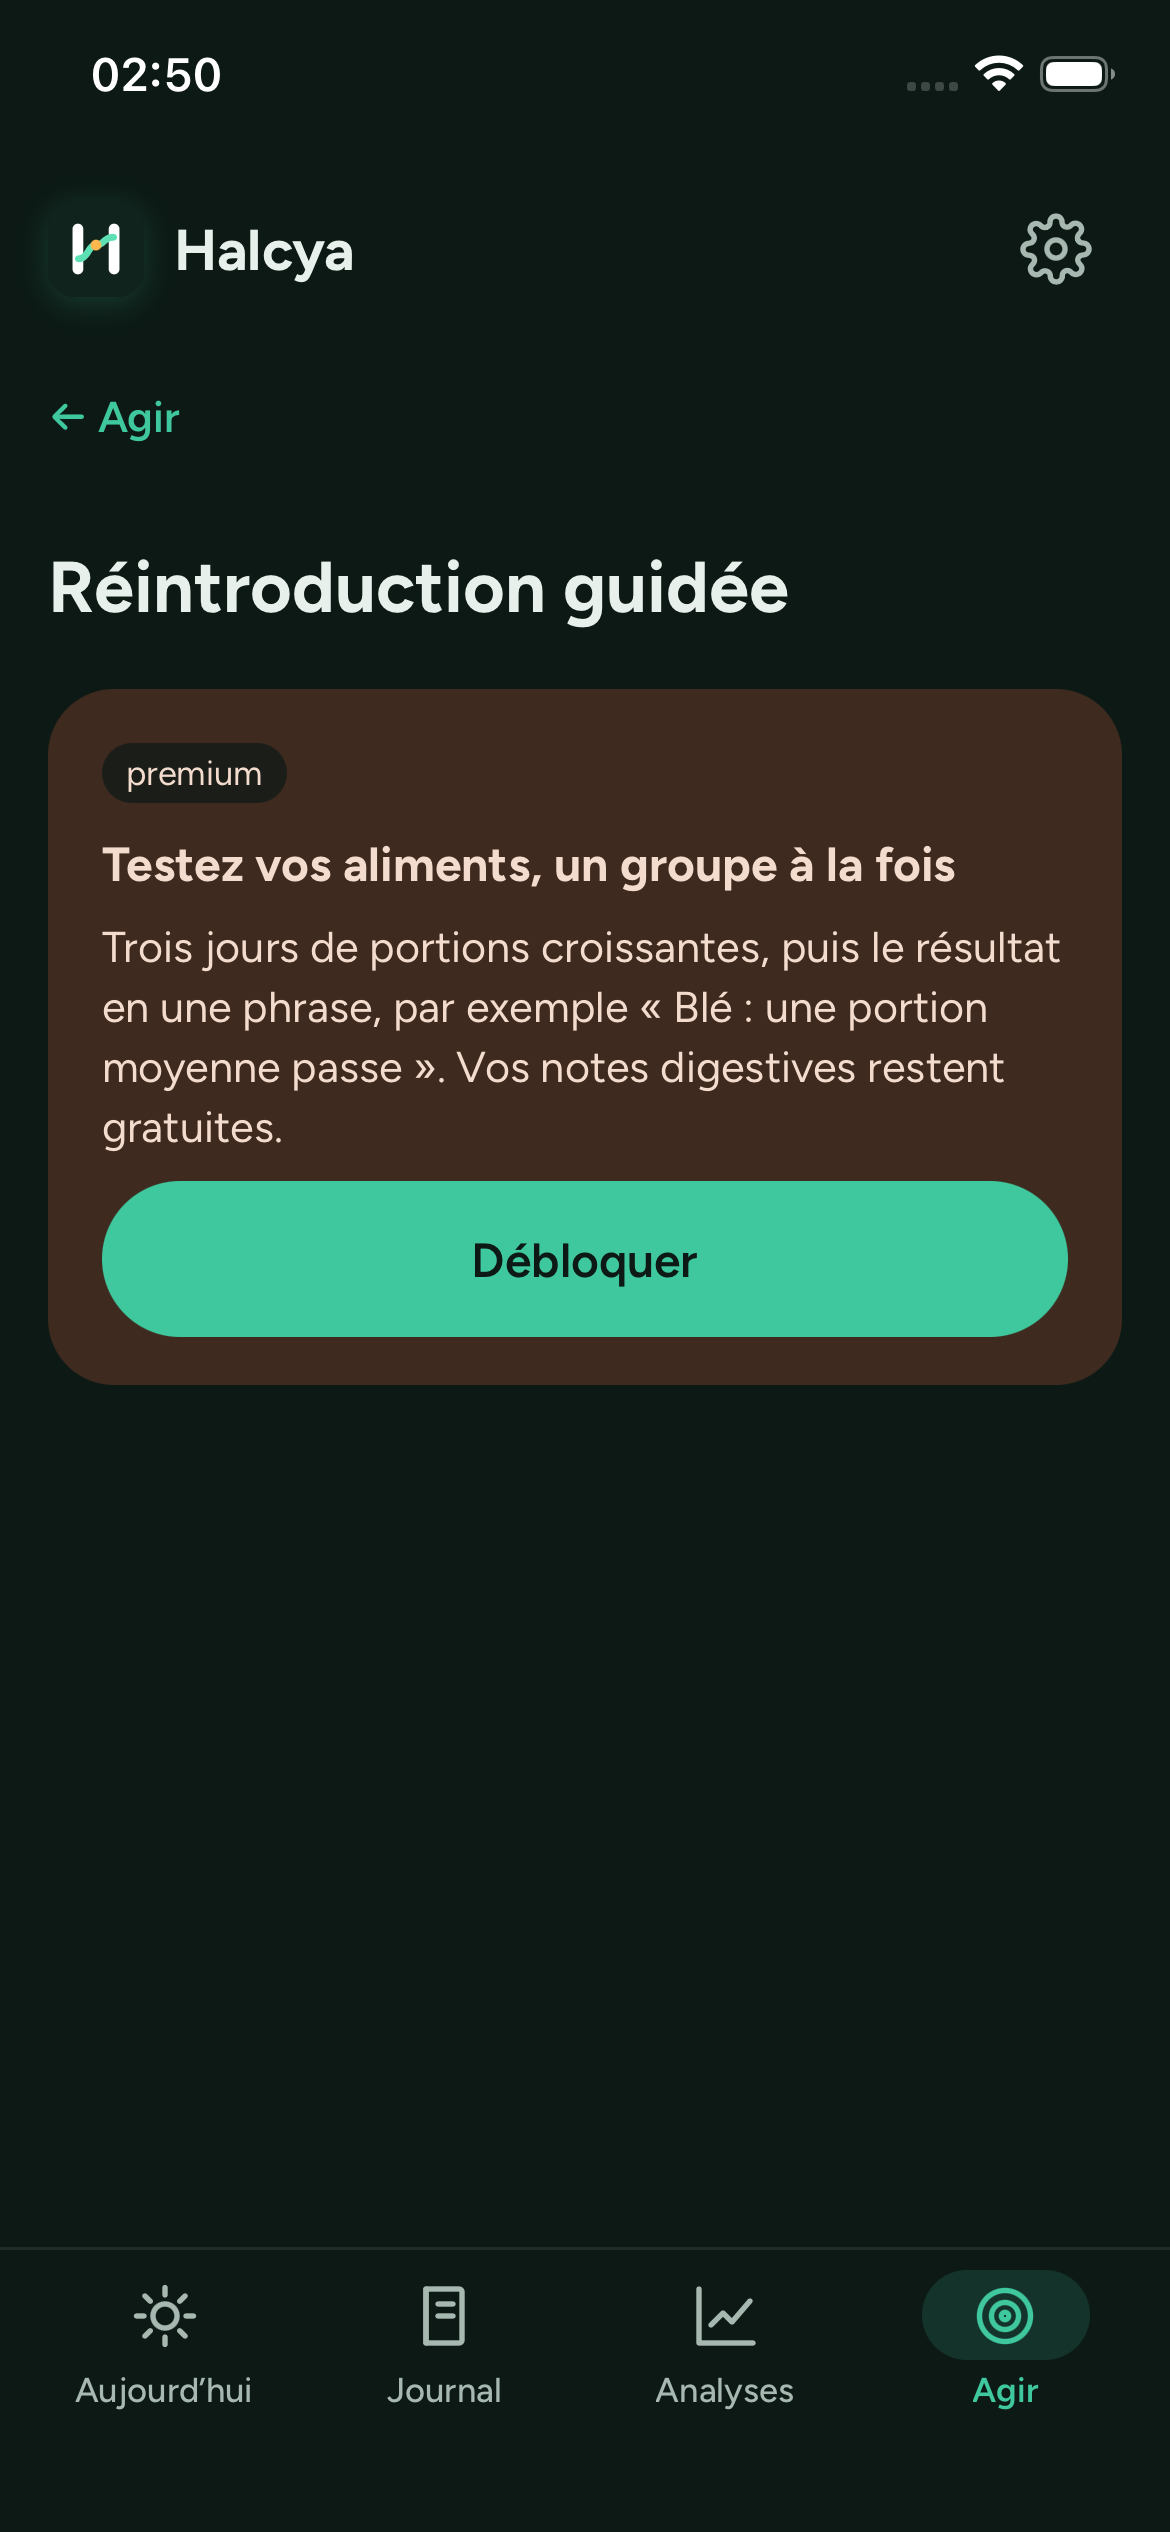 02:50
Halcya
← Agir
Réintroduction guidée
premium
Testez vos aliments, un groupe à la fois
Trois jours de portions croissantes, puis le résultat
en une phrase, par exemple « Blé : une portion
moyenne passe ». Vos notes digestives restent
gratuites.
Débloquer
Aujourd’hui
Journal
Analyses
Agir